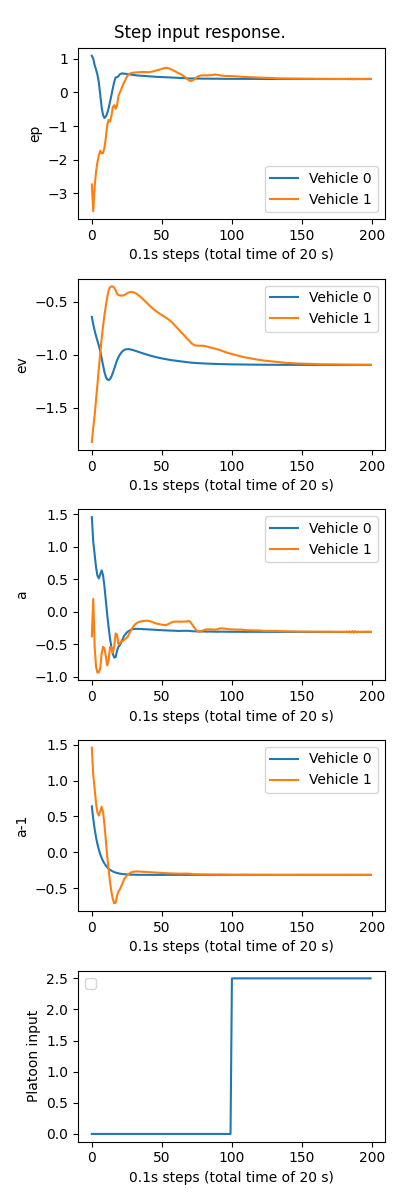 Step input response.
1
0
−1
−2
−3
ep
Vehicle 0
Vehicle 1
0 50 100 150 200
0.1s steps (total time of 20 s)
−0.5
−1.0
−1.5
ev
Vehicle 0
Vehicle 1
0 50 100 150 200
0.1s steps (total time of 20 s)
1.5
1.0
0.5
0.0
−0.5
−1.0
a
Vehicle 0
Vehicle 1
0 50 100 150 200
0.1s steps (total time of 20 s)
1.5
1.0
0.5
0.0
−0.5
a-1
Vehicle 0
Vehicle 1
0 50 100 150 200
0.1s steps (total time of 20 s)
2.5
2.0
1.5
1.0
0.5
0.0
Platoon input
0 50 100 150 200
0.1s steps (total time of 20 s)